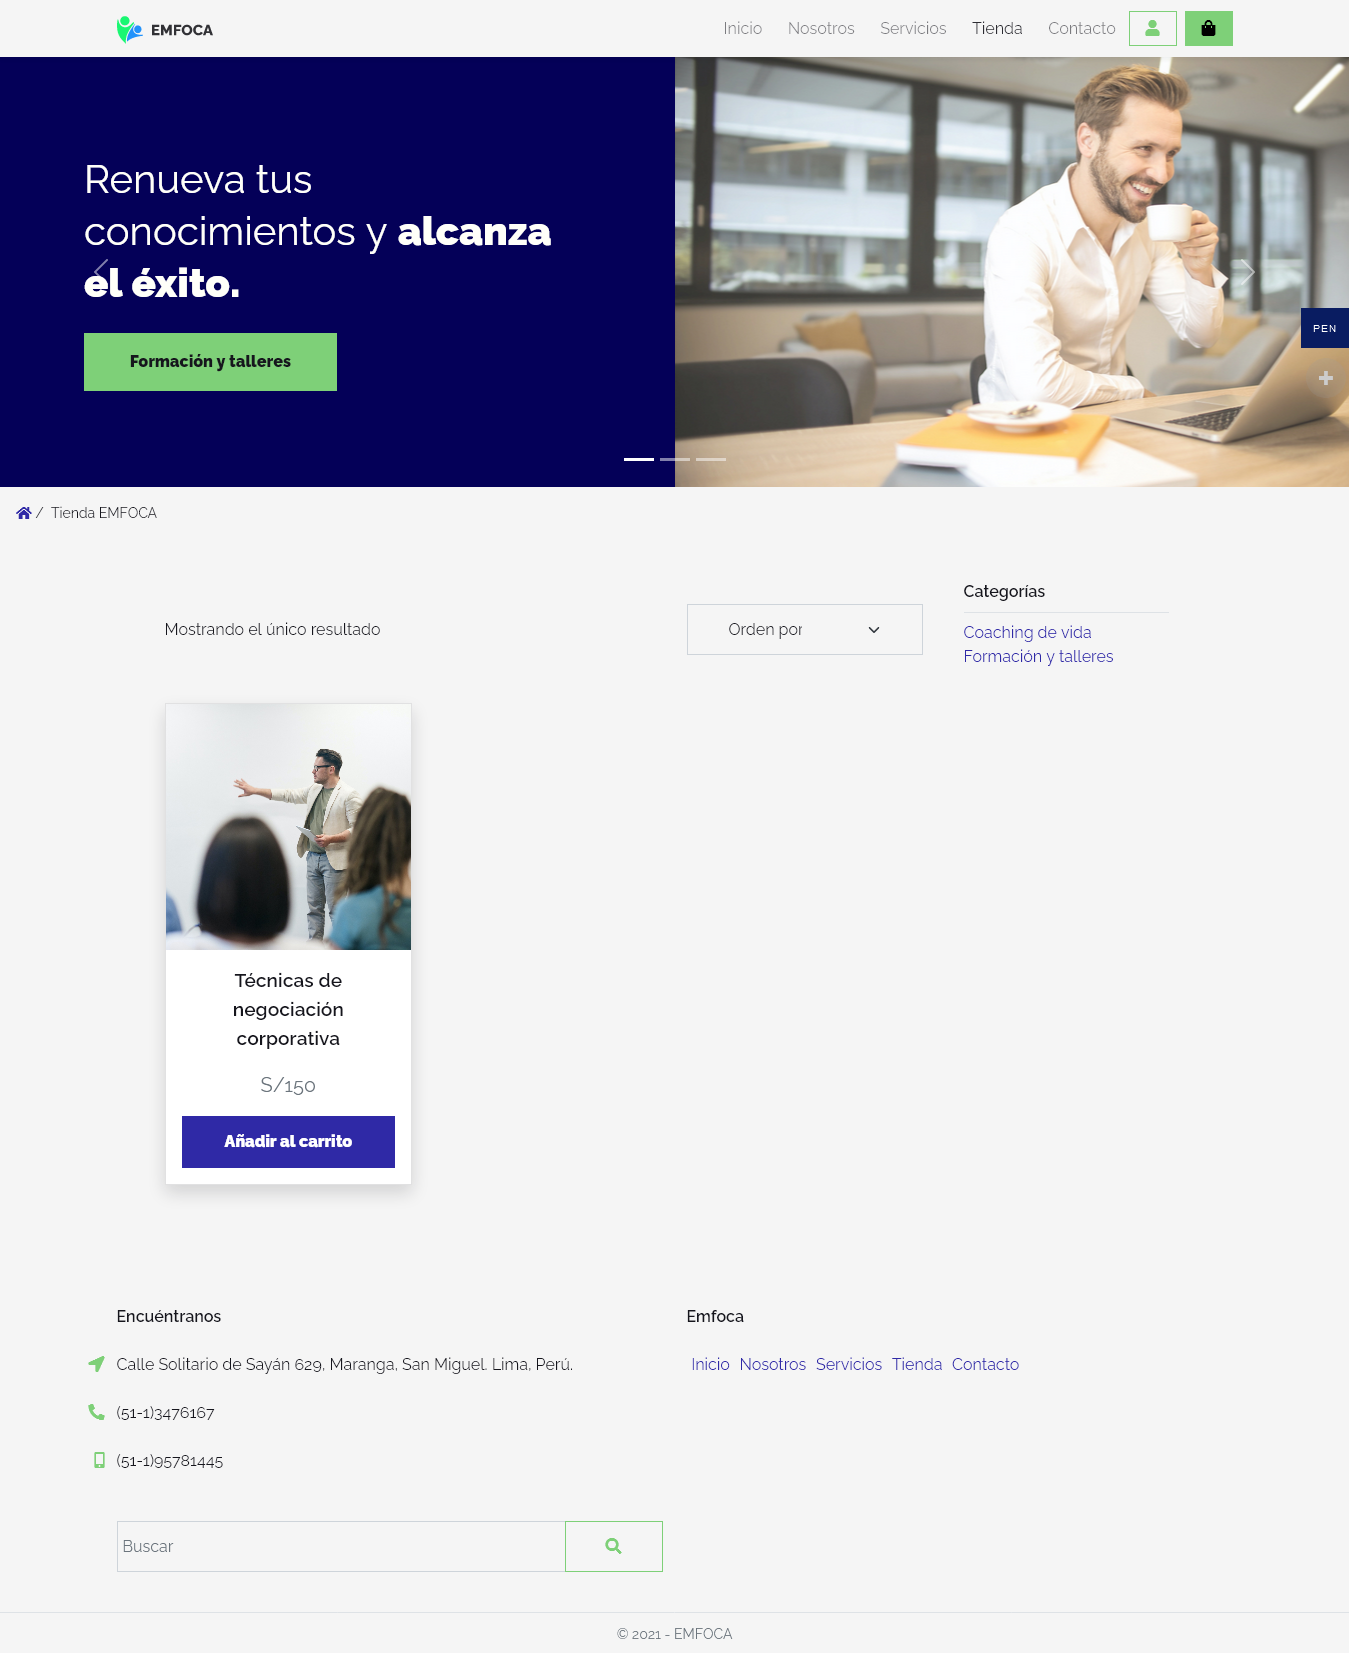 EMFOCA
Inicio Nosotros Servicios Tienda Contacto
Renueva tus
conocimientos y alcanza
el éxito.
Formación y talleres
PEN
/ Tienda EMFOCA
Mostrando el único resultado
Orden por
Categorías
Coaching de vida
Formación y talleres
Técnicas de
negociación
corporativa
S/150
Añadir al carrito
Encuéntranos
Calle Solitario de Sayán 629, Maranga, San Miguel. Lima, Perú.
(51-1)3476167
(51-1)95781445
Buscar
Emfoca
Inicio Nosotros Servicios Tienda Contacto
© 2021 - EMFOCA